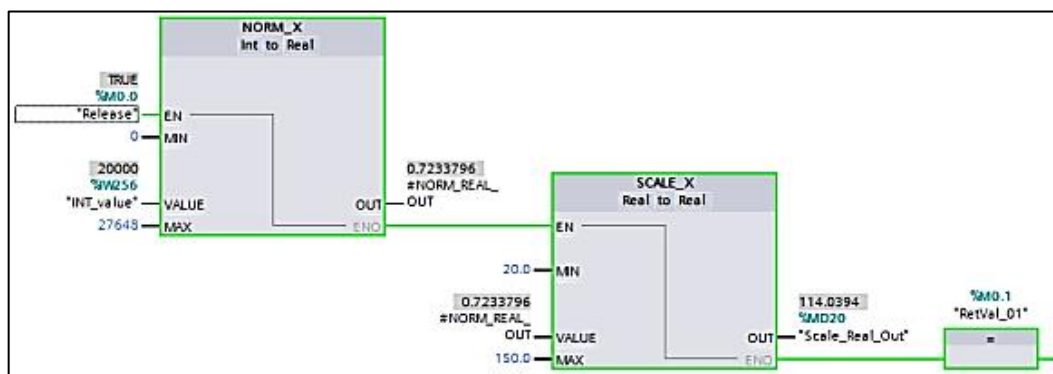 NORM_X
Int to Real
TRUE
%M0.0
"Release"
EN
0
MIN
20000
%IW256
"INT_value"
VALUE
27648
MAX
0.7233796
#NORM_REAL_
OUT
OUT
ENO
SCALE_X
Real to Real
EN
20.0
MIN
0.7233796
#NORM_REAL_
OUT
VALUE
150.0
MAX
114.0394
%MD20
OUT
"Scale_Real_Out"
ENO
%M0.1
"RetVal_01"
=